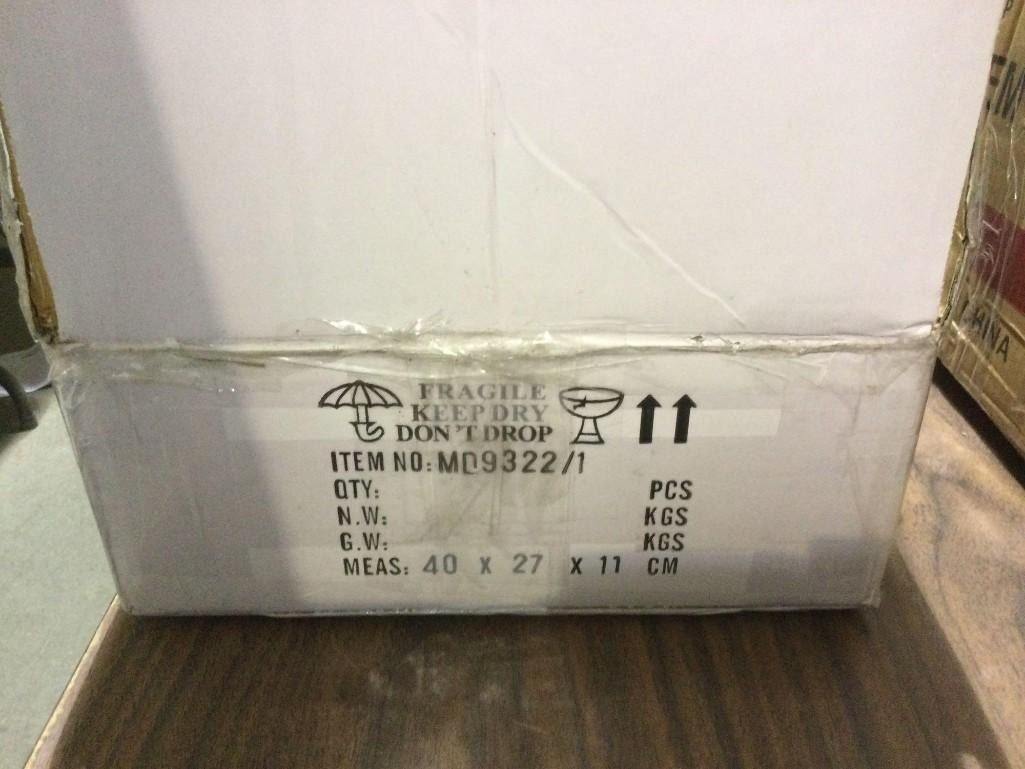 FRAGILE
KEEP DRY
DON'T DROP
ITEM NO: MD9322/1
QTY: PCS
N.W: KGS
G.W: KGS
MEAS: 40 x 27 x 11 CM